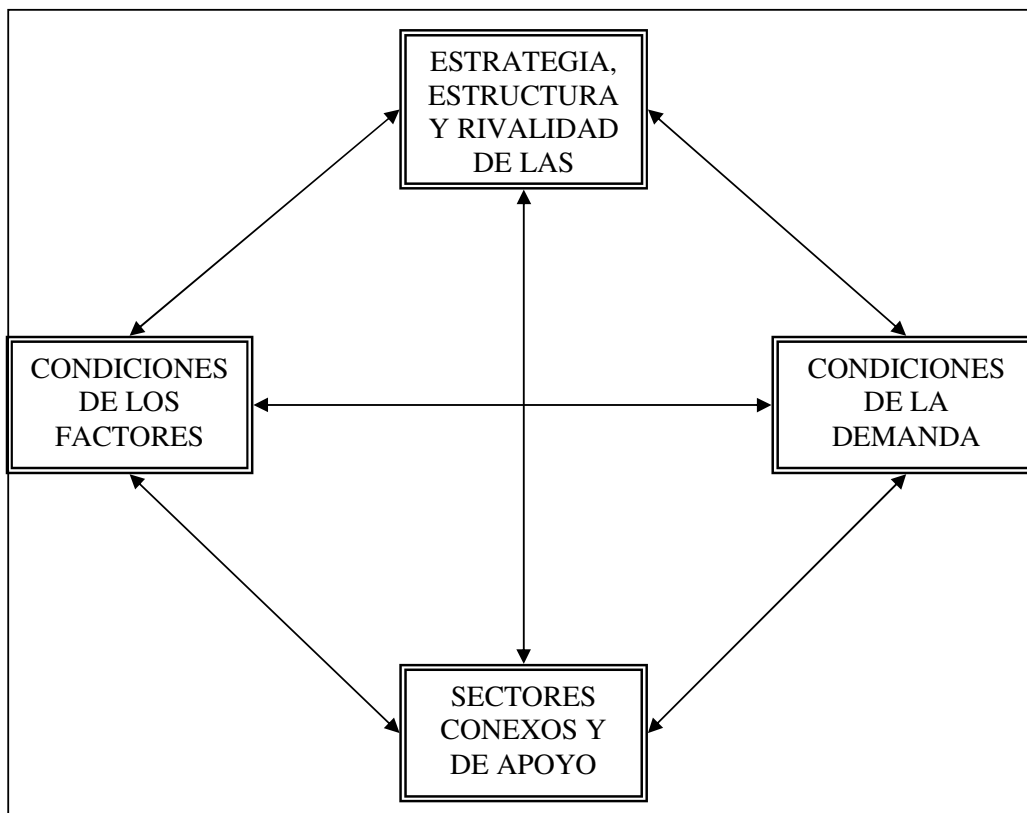 ESTRATEGIA,
ESTRUCTURA
Y RIVALIDAD
DE LAS
CONDICIONES
DE LOS
FACTORES
CONDICIONES
DE LA
DEMANDA
SECTORES
CONEXOS Y
DE APOYO